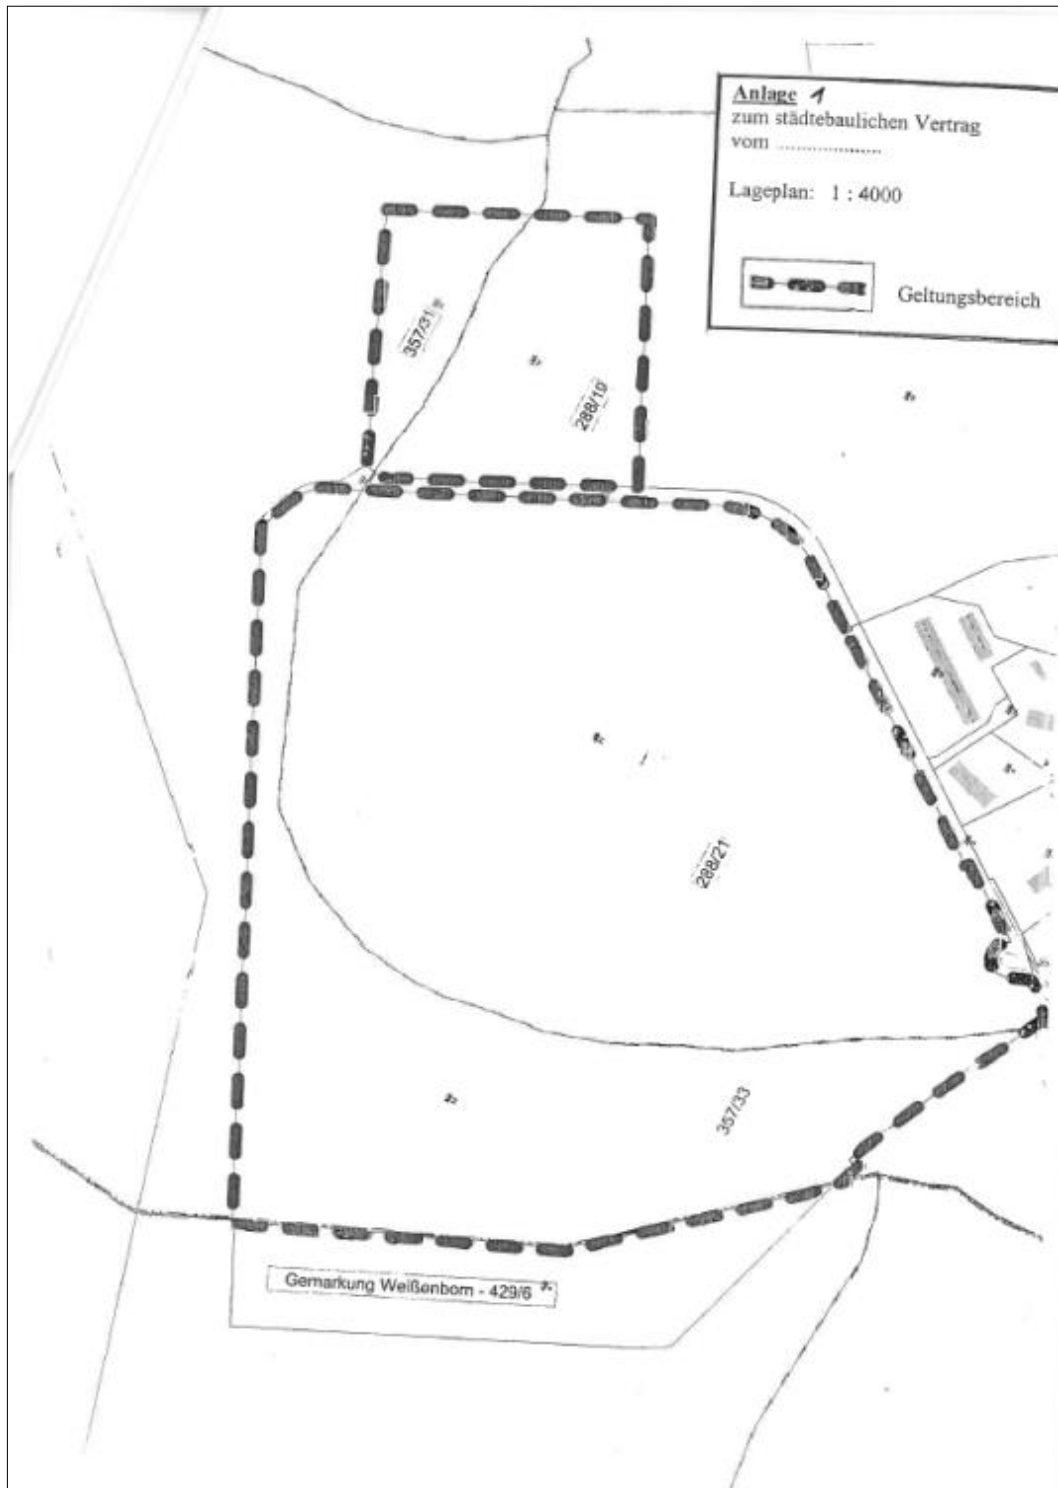 Anlage 1
zum städtebaulichen Vertrag
vom ....................
Lageplan: 1 : 4000
Geltungsbereich
357/31
288/19
288/21
357/33
Gemarkung Weißenborn - 429/6